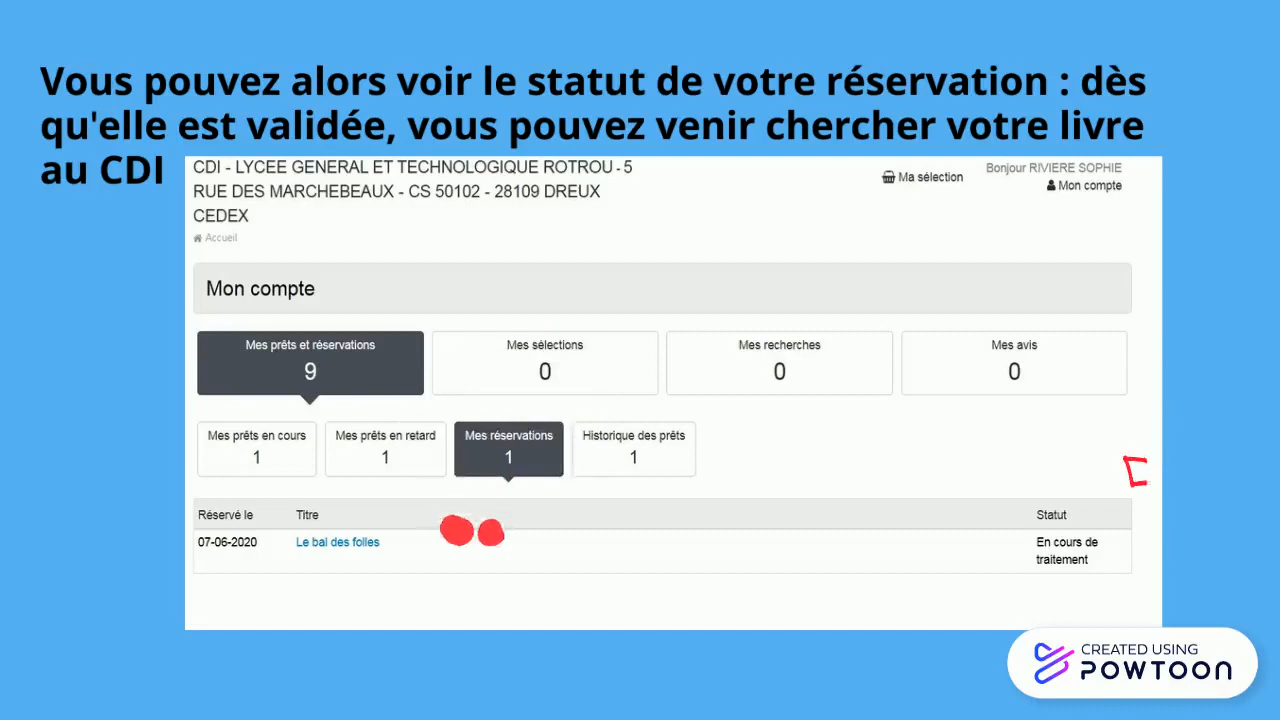 Vous pouvez alors voir le statut de votre réservation : dès
qu'elle est validée, vous pouvez venir chercher votre livre
au CDI
CDI - LYCEE GENERAL ET TECHNOLOGIQUE ROTROU - 5
RUE DES MARCHEBEAUX - CS 50102 - 28109 DREUX
CEDEX
Ma sélection
Bonjour RIVIERE SOPHIE
Mon compte
Accueil
Mon compte
Mes prêts et réservations
9
Mes sélections
0
Mes recherches
0
Mes avis
0
Mes prêts en cours
1
Mes prêts en retard
1
Mes réservations
1
Historique des prêts
1
Réservé le Titre Statut
07-06-2020 Le bal des folles En cours de
traitement
CREATED USING
POWTOON